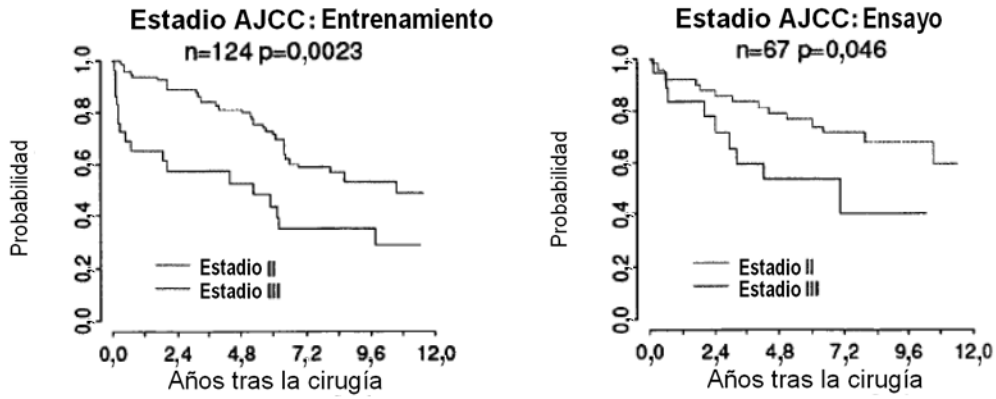 Estadio AJCC: Entrenamiento
n=124 p=0,0023
Probabilidad
1,0
0,8
0,6
0,4
0,2
0,0
Estadio II
Estadio III
0,0 2,4 4,8 7,2 9,6 12,0
Años tras la cirugía
Estadio AJCC: Ensayo
n=67 p=0,046
Probabilidad
1,0
0,8
0,6
0,4
0,2
0,0
Estadio II
Estadio III
0,0 2,4 4,8 7,2 9,6 12,0
Años tras la cirugía